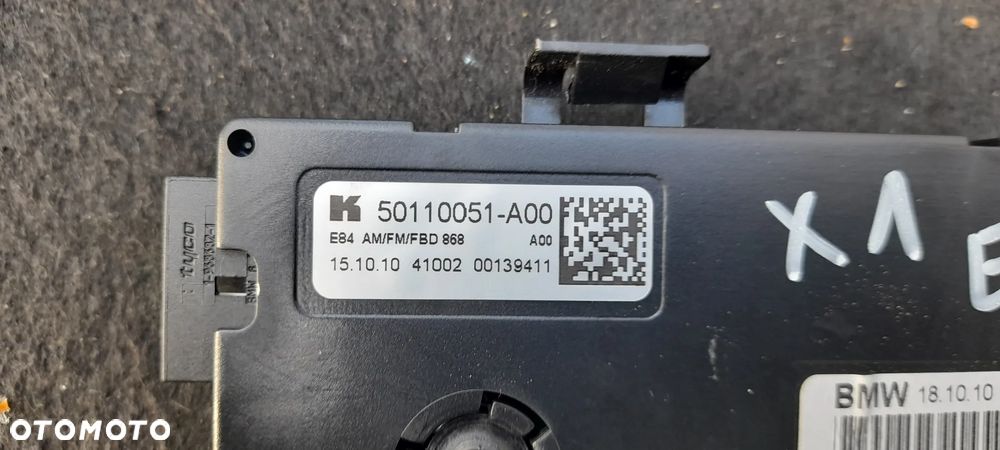 K 50110051-A00
E84 AM/FM/FBD 868 A00
15.10.10 41002 00139411
X1
E
tyco
BMW 18.10.10
OTOMOTO